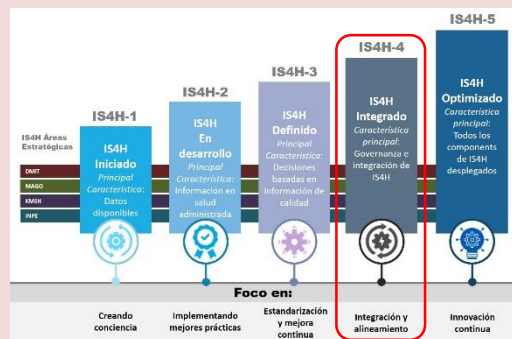 IS4H-1
IS4H-2
IS4H-3
IS4H-4
IS4H-5
IS4H Áreas
Estratégicas
DMIT
MAGO
KMSH
INPE
IS4H
Iniciado
Principal
Característica:
Datos
disponibles
IS4H
En
desarrollo
Principal
Característica:
Información en
salud
administrada
IS4H
Definido
Principal
Característica:
Decisiones
basadas en
Información de
calidad
IS4H
Integrado
Característica
principal:
Governanza e
integración de
IS4H
IS4H
Optimizado
Característica
principal:
Todos los
components
de IS4H
desplegados
Foco en:
Creando
conciencia
Implementando
mejores prácticas
Estandarización
y mejora
continua
Integración y
alineamiento
Innovación
continua